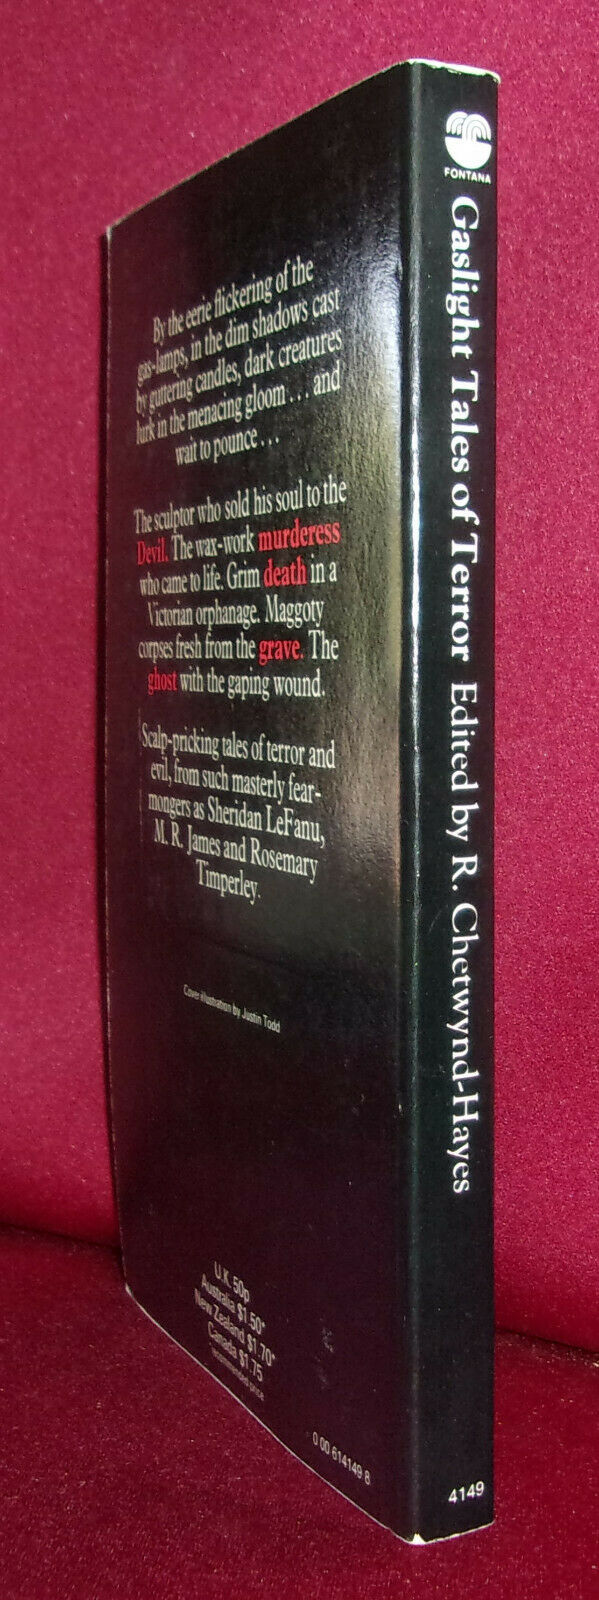 By the eerie flickering of the
gas-lamps, in the dim shadows cast
by guttering candles, dark creatures
lurk in the menacing gloom . . . and
wait to pounce . . .
The sculptor who sold his soul to the
Devil. The wax-work murderess
who came to life. Grim death in a
Victorian orphanage. Maggoty
corpses fresh from the grave. The
ghost with the gaping wound.
Scalp-pricking tales of terror and
evil, from such masterly fear-
mongers as Sheridan LeFanu,
M. R. James and Rosemary
Timperley.
Cover illustration by Justin Todd
U.K. 50p
Australia $1.50*
New Zealand $1.70*
Canada $1.75
*recommended price
0 00 614149 8
FONTANA
Gaslight Tales of Terror Edited by R. Chetwynd-Hayes
4149